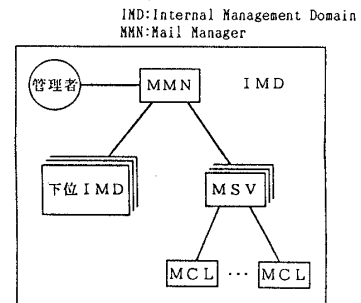 IMD:Internal Management Domain
MMN:Mail Manager
管理者
MMN
IMD
下位IMD
MSV
MCL ... MCL